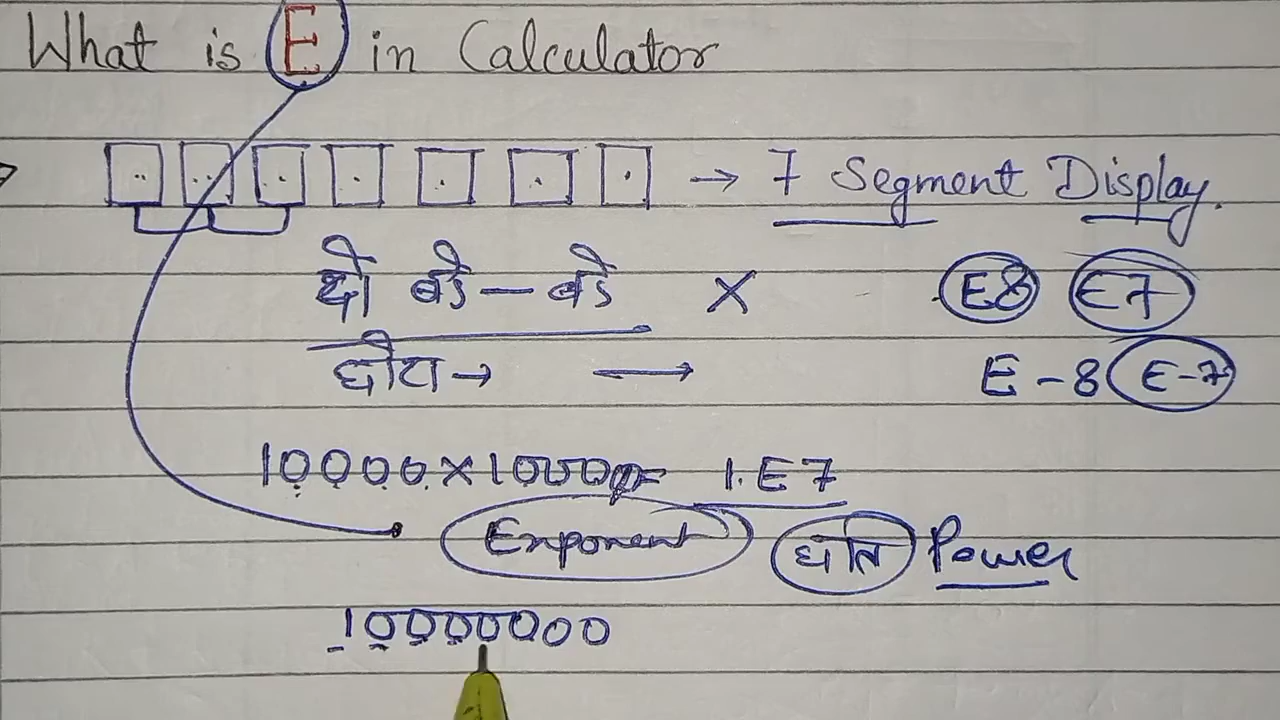 What is E in Calculator
→ 7 Segment Display.
दो बडे - बडे × E8 E7
छोटा → → E-8 E-7
10000×1000= 1.E7
Exponent घात Power
10000000